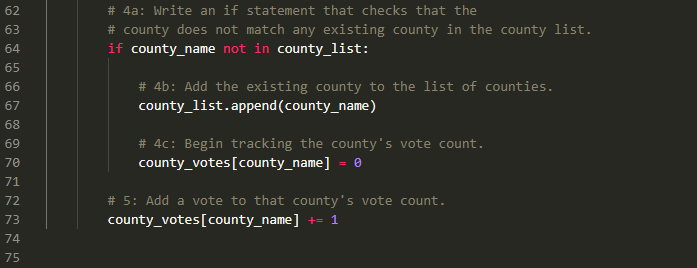 62 # 4a: Write an if statement that checks that the
63 # county does not match any existing county in the county list.
64 if county_name not in county_list:
65
66 # 4b: Add the existing county to the list of counties.
67 county_list.append(county_name)
68
69 # 4c: Begin tracking the county's vote count.
70 county_votes[county_name] = 0
71
72 # 5: Add a vote to that county's vote count.
73 county_votes[county_name] += 1
74
75